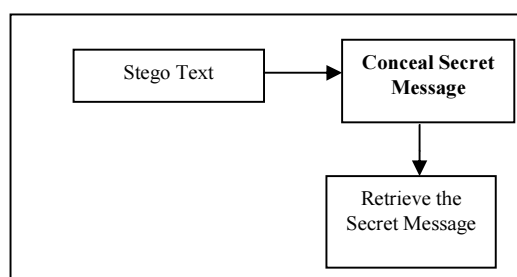 Stego Text
Conceal Secret
Message
Retrieve the
Secret Message